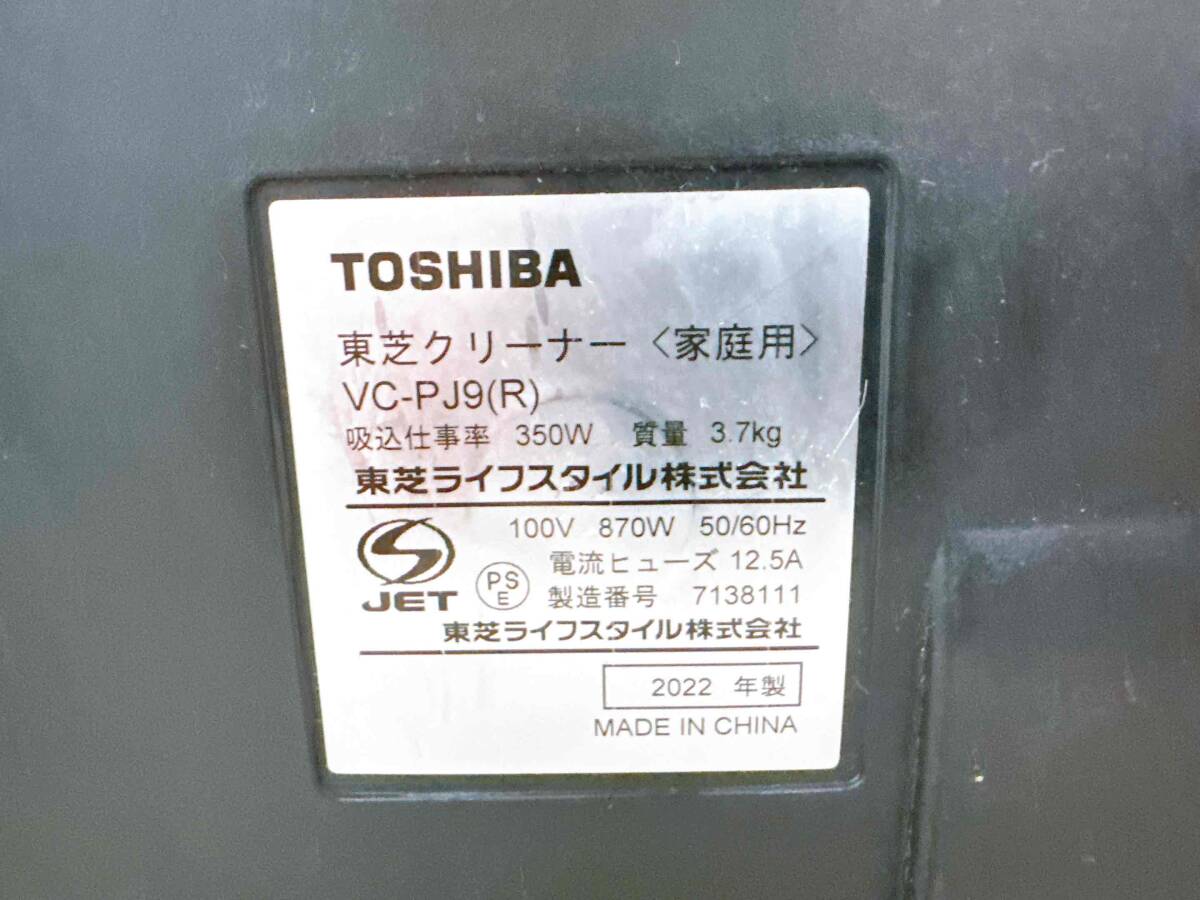 TOSHIBA
東芝クリーナー〈家庭用〉
VC-PJ9(R)
吸込仕事率 350W 質量 3.7kg
東芝ライフスタイル株式会社
100V 870W 50/60Hz
電流ヒューズ 12.5A
JET
PS
E
製造番号 7138111
東芝ライフスタイル株式会社
2022 年製
MADE IN CHINA